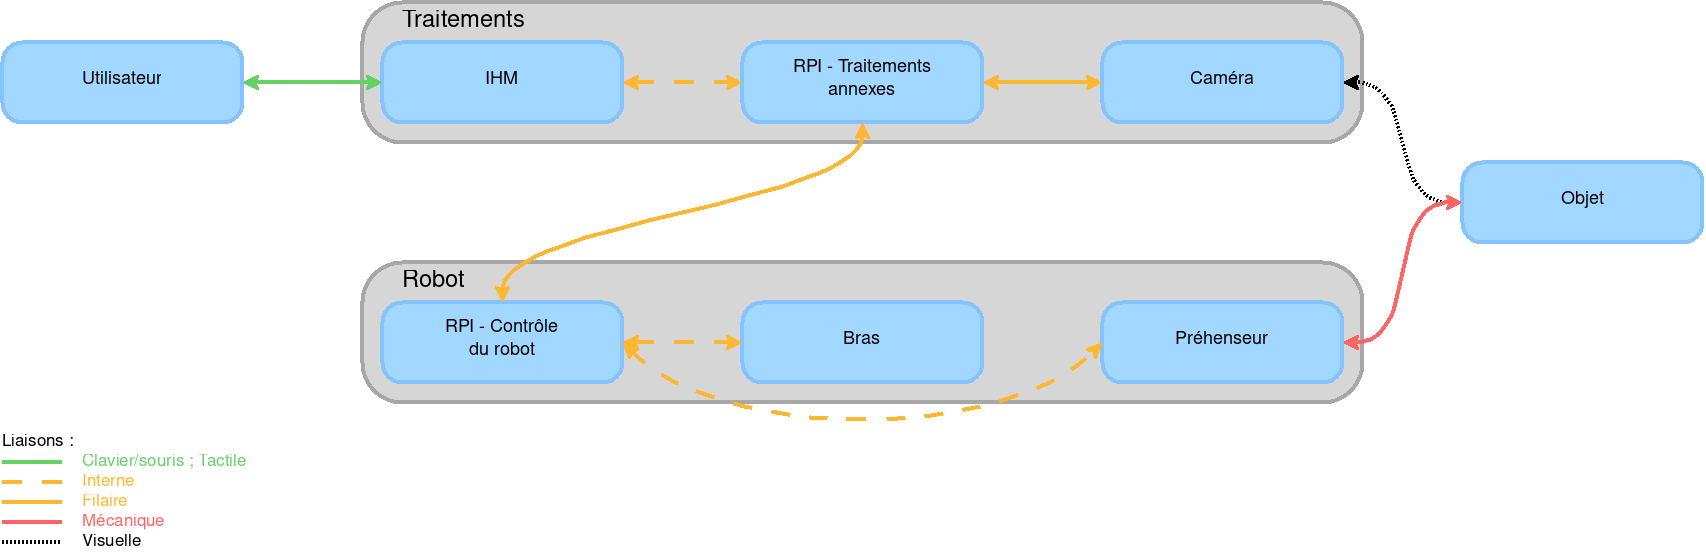 Traitements
Utilisateur
IHM
RPI - Traitements
annexes
Caméra
Objet
Robot
RPI - Contrôle
du robot
Bras
Préhenseur
Liaisons :
Clavier/souris ; Tactile
Interne
Filaire
Mécanique
Visuelle